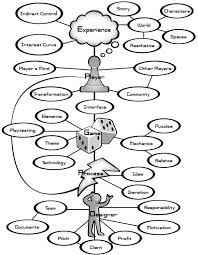 Indirect Control
Story
Characters
World
Experience
Interest Curve
Spaces
Aesthetics
Player's Mind
Other Players
Player
Transformation
Community
Interface
Elements
Puzzles
Playtesting
Game
Mechanics
Theme
Balance
Technology
Process
Idea
Iteration
Team
Responsibility
Designer
Documents
Motivation
Pitch
Profit
Client